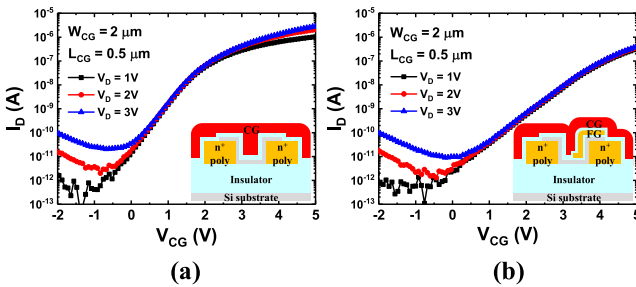 10⁻⁵
10⁻⁶
10⁻⁷
10⁻⁸
10⁻⁹
10⁻¹⁰
10⁻¹¹
10⁻¹²
10⁻¹³
I_D (A)
W_CG = 2 μm
L_CG = 0.5 μm
V_D = 1V
V_D = 2V
V_D = 3V
CG
n⁺ n⁺
poly poly
Insulator
Si substrate
-2 -1 0 1 2 3 4 5
V_CG (V)
(a)
10⁻⁵
10⁻⁶
10⁻⁷
10⁻⁸
10⁻⁹
10⁻¹⁰
10⁻¹¹
10⁻¹²
10⁻¹³
I_D (A)
W_CG = 2 μm
L_CG = 0.5 μm
V_D = 1V
V_D = 2V
V_D = 3V
CG
FG
n⁺ n⁺
poly poly
Insulator
Si substrate
-2 -1 0 1 2 3 4 5
V_CG (V)
(b)